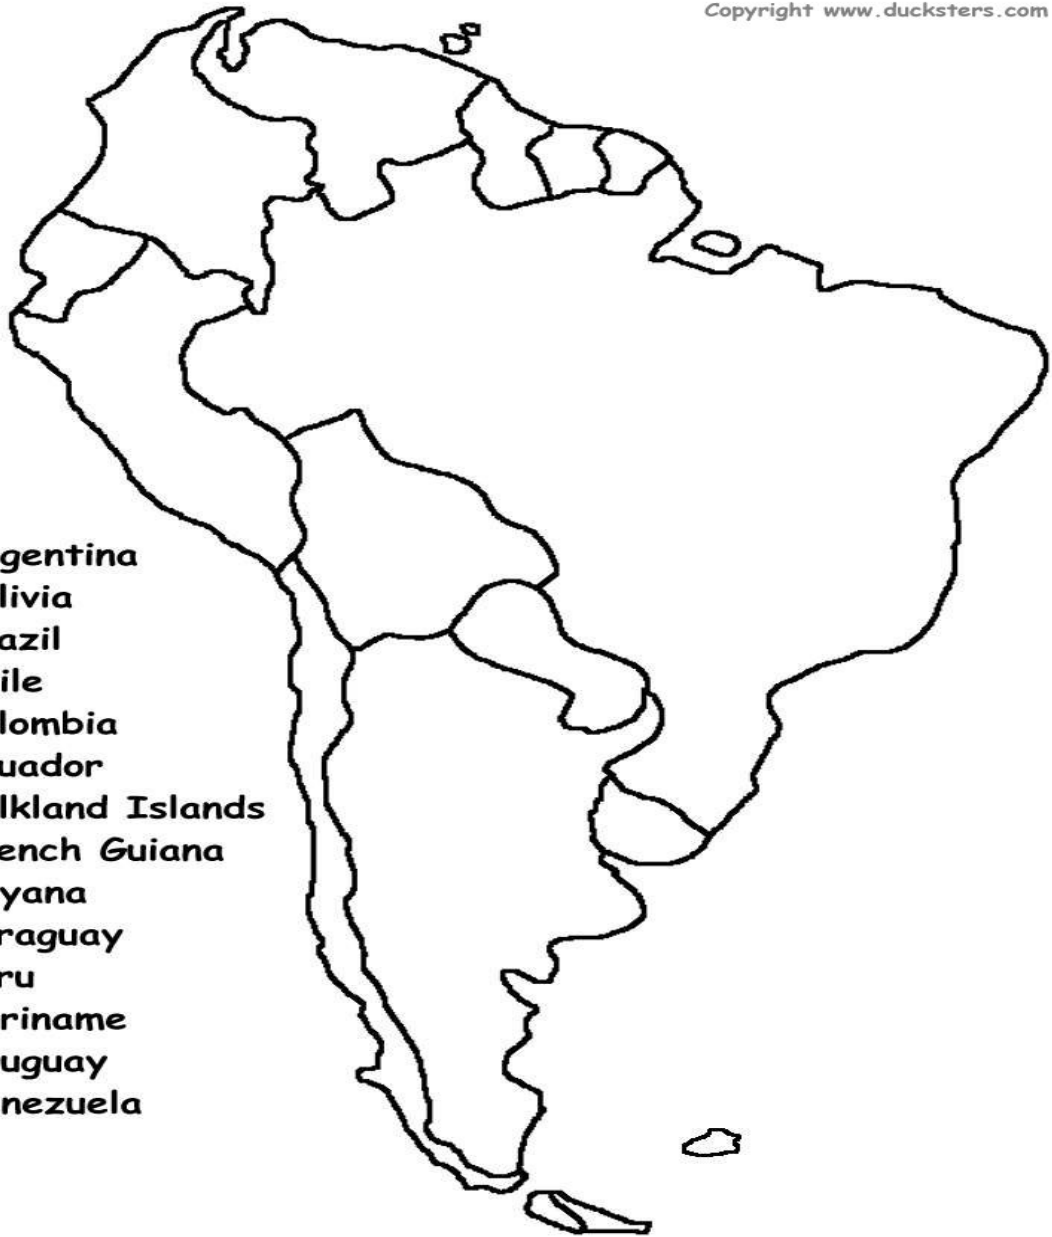 Copyright www.ducksters.com
gentina
livia
azil
ile
lombia
uador
lkland Islands
ench Guiana
yana
raguay
ru
riname
uguay
nezuela